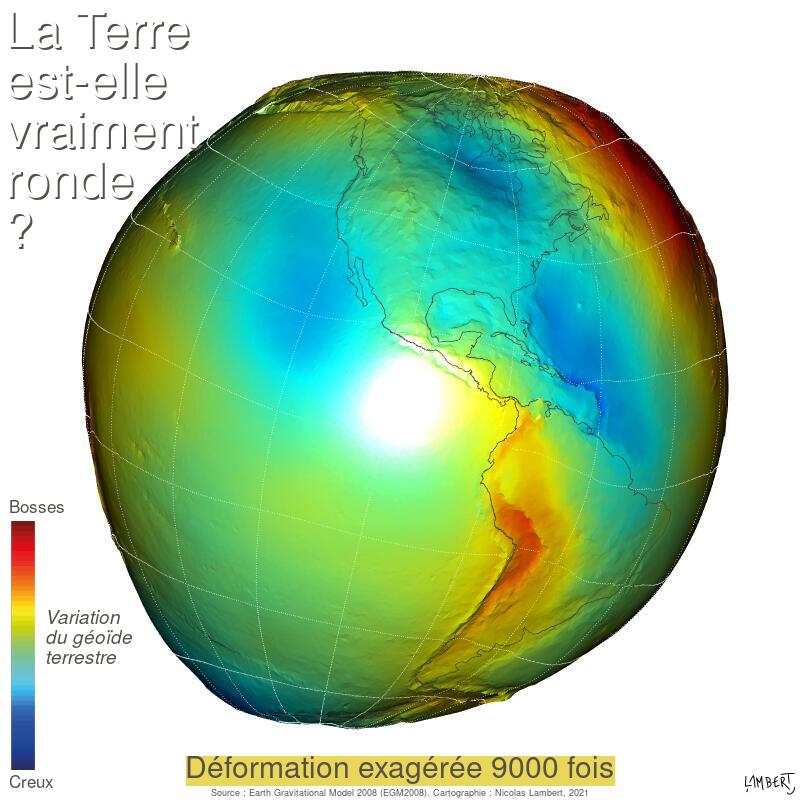 La Terre
est-elle
vraiment
ronde
?
Bosses
Variation
du géoïde
terrestre
Creux
Déformation exagérée 9000 fois
Source : Earth Gravitational Model 2008 (EGM2008). Cartographie : Nicolas Lambert, 2021
LAMBERT